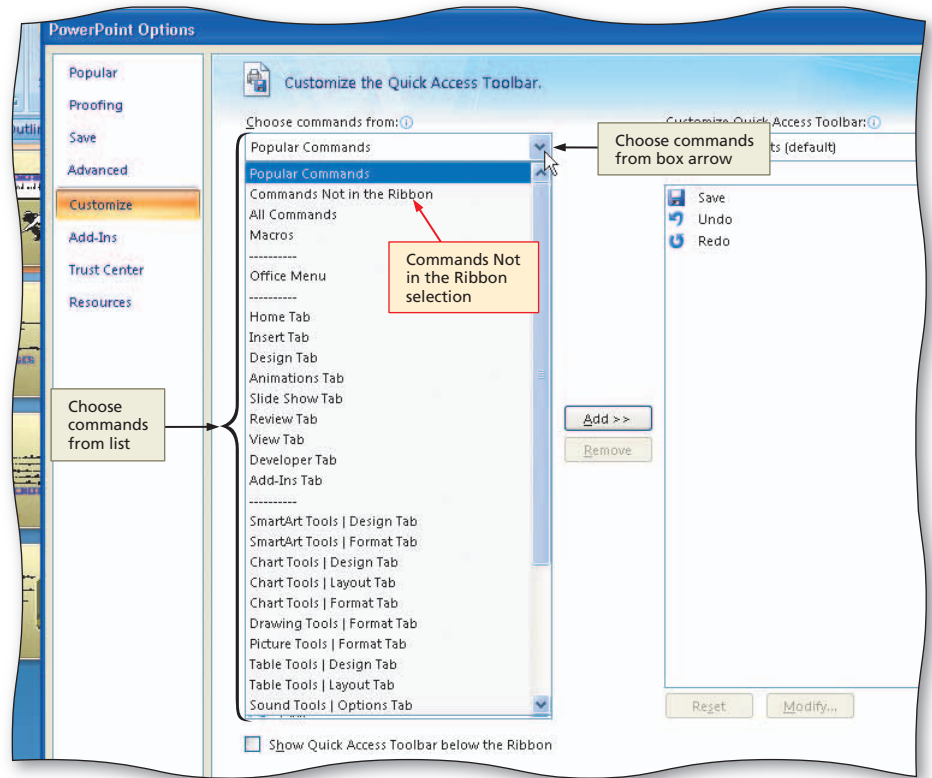 PowerPoint Options
Popular
Proofing
Save
Advanced
Customize
Add-Ins
Trust Center
Resources
Customize the Quick Access Toolbar.
Choose commands from:
Popular Commands
Popular Commands
Commands Not in the Ribbon
All Commands
Macros
----------
Office Menu
----------
Home Tab
Insert Tab
Design Tab
Animations Tab
Slide Show Tab
Review Tab
View Tab
Developer Tab
Add-Ins Tab
----------
SmartArt Tools | Design Tab
SmartArt Tools | Format Tab
Chart Tools | Design Tab
Chart Tools | Layout Tab
Chart Tools | Format Tab
Drawing Tools | Format Tab
Picture Tools | Format Tab
Table Tools | Design Tab
Table Tools | Layout Tab
Sound Tools | Options Tab
Show Quick Access Toolbar below the Ribbon
Choose commands
from box arrow
Commands Not
in the Ribbon
selection
Choose
commands
from list
Add >>
Remove
Customize Quick Access Toolbar:
(default)
Save
Undo
Redo
Reset
Modify...